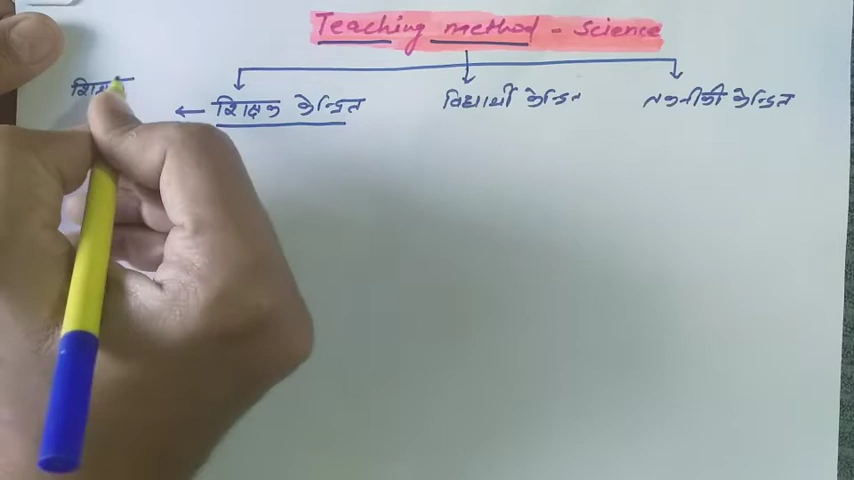 Teaching method - Science
शिक्षक केन्द्रित
विद्यार्थी केन्द्रित
तकनीकी केन्द्रित